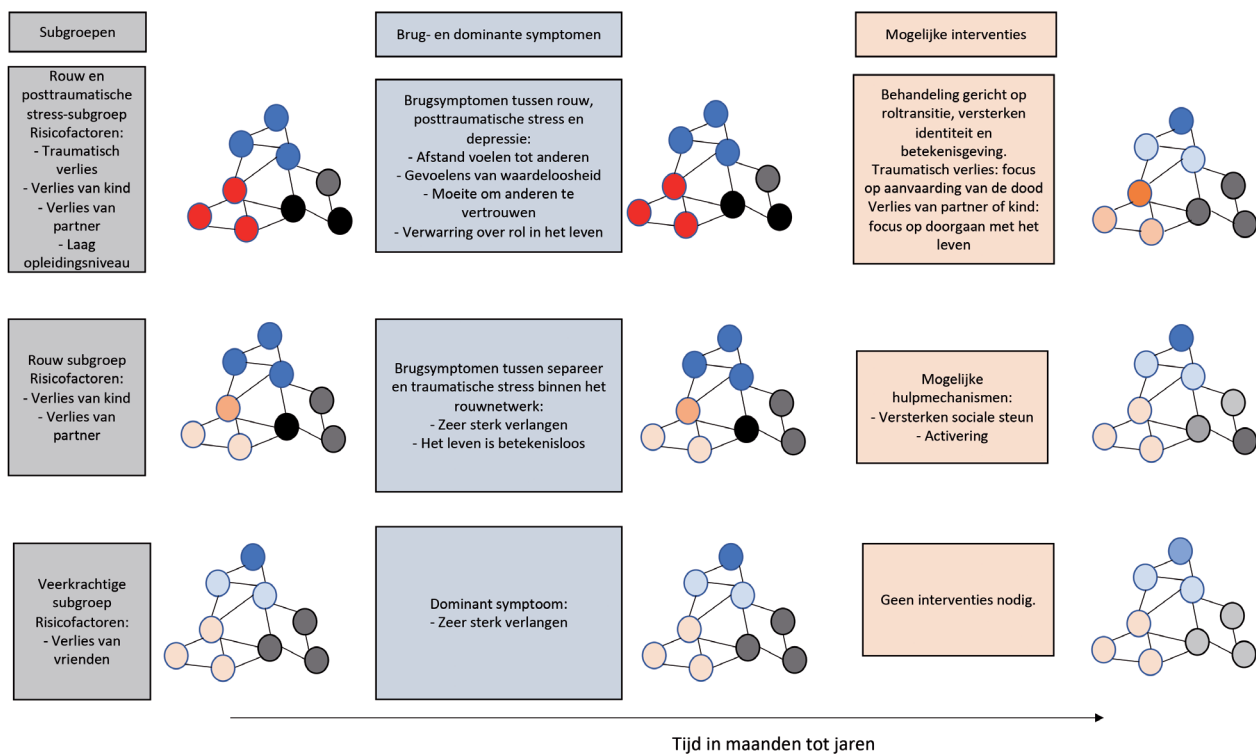 Subgroepen
Brug- en dominante symptomen
Mogelijke interventies
Rouw en
posttraumatische
stress-subgroep
Risicofactoren:
- Traumatisch
verlies
- Verlies van kind
- Verlies van
partner
- Laag
opleidingsniveau
Brugsymptomen tussen rouw,
posttraumatische stress en
depressie:
- Afstand voelen tot anderen
- Gevoelens van waardeloosheid
- Moeite om anderen te
vertrouwen
- Verwarring over rol in het leven
Behandeling gericht op
roltransitie, versterken
identiteit en
betekenisgeving.
Traumatisch verlies: focus
op aanvaarding van de dood
Verlies van partner of kind:
focus op doorgaan met het
leven
Rouw subgroep
Risicofactoren:
- Verlies van kind
- Verlies van
partner
Brugsymptomen tussen separeer
en traumatische stress binnen het
rouwnetwerk:
- Zeer sterk verlangen
- Het leven is betekenisloos
Mogelijke
hulpmechanismen:
- Versterken sociale steun
- Activering
Veerkrachtige
subgroep
Risicofactoren:
- Verlies van
vrienden
Dominant symptoom:
- Zeer sterk verlangen
Geen interventies nodig.
Tijd in maanden tot jaren